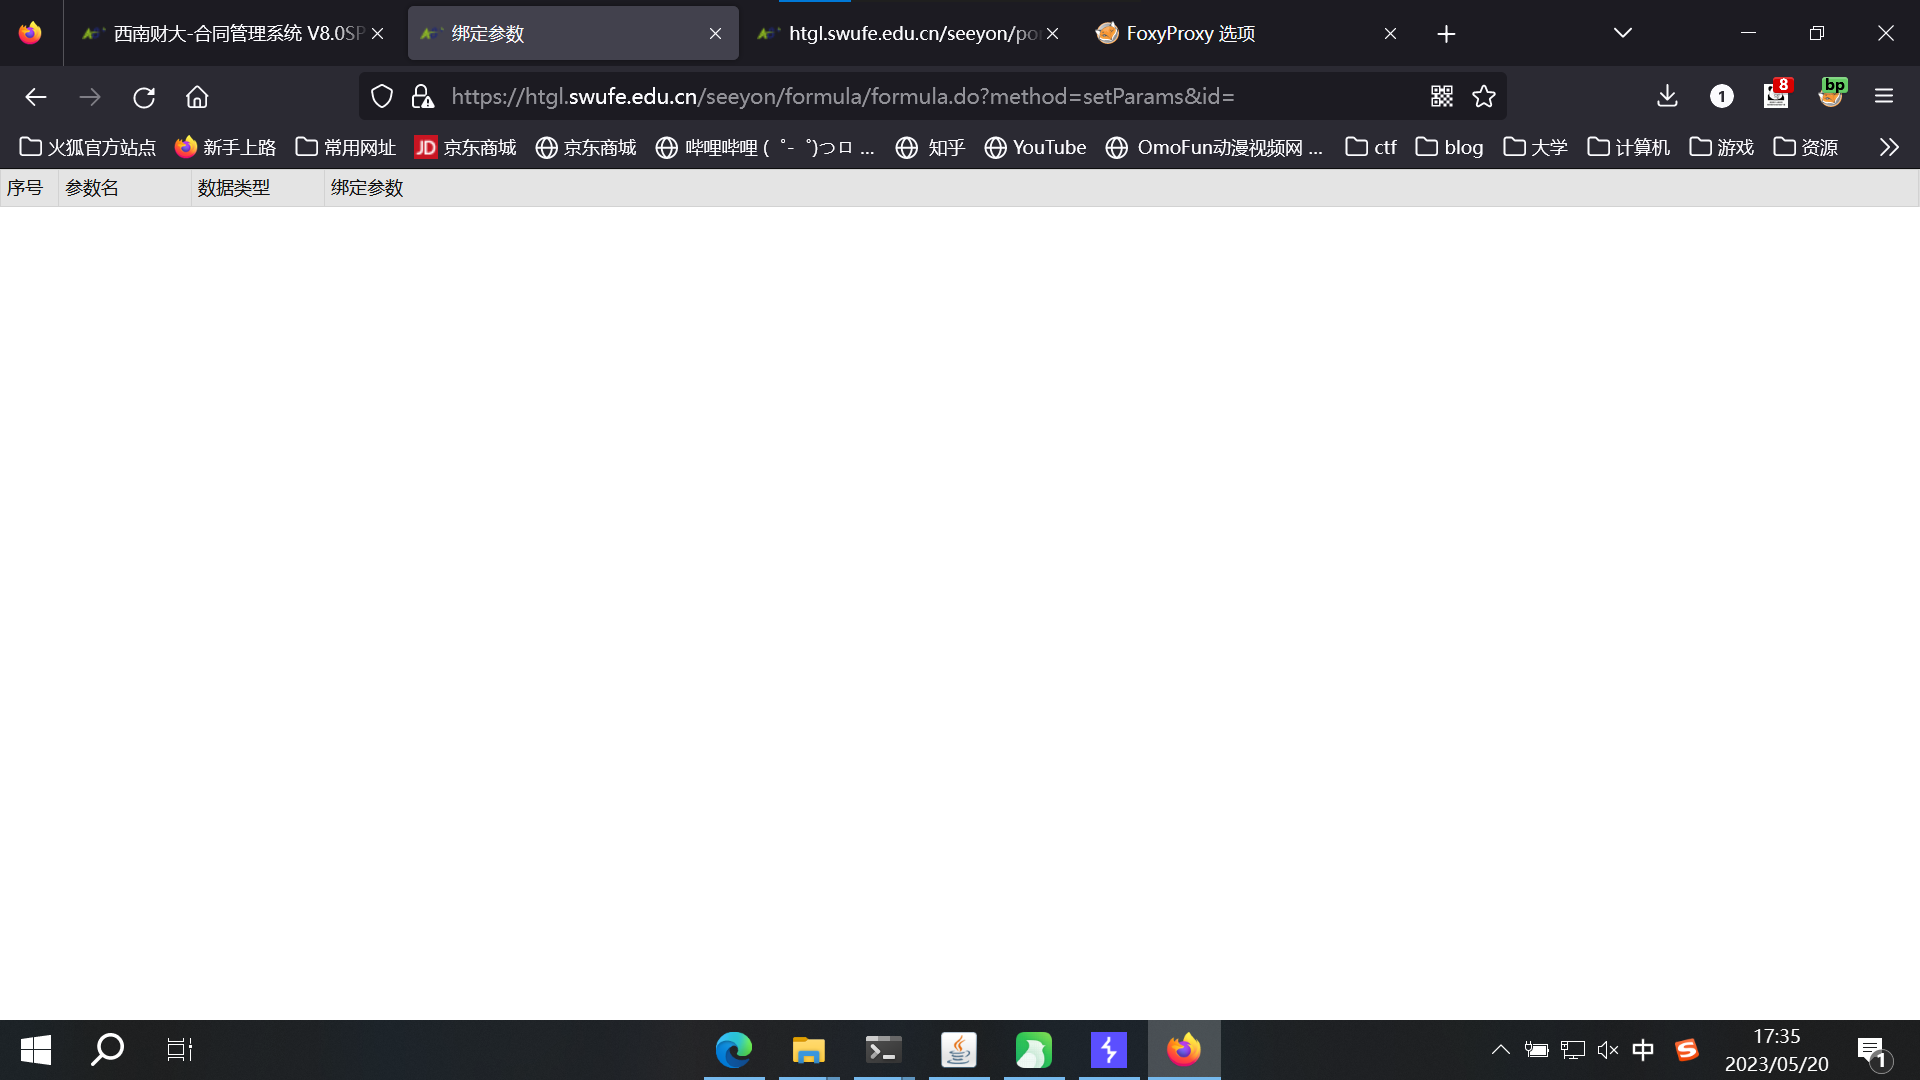 西南财大-合同管理系统 V8.0SP
绑定参数
htgl.swufe.edu.cn/seeyon/po
FoxyProxy 选项
https://htgl.swufe.edu.cn/seeyon/formula/formula.do?method=setParams&id=
1
8
bp
火狐官方站点
新手上路
常用网址
JD 京东商城
京东商城
哔哩哔哩 ( ゜- ゜)つロ ...
知乎
YouTube
OmoFun动漫视频网 ...
ctf
blog
大学
计算机
游戏
资源
序号 参数名 数据类型 绑定参数
中
17:35
2023/05/20
1